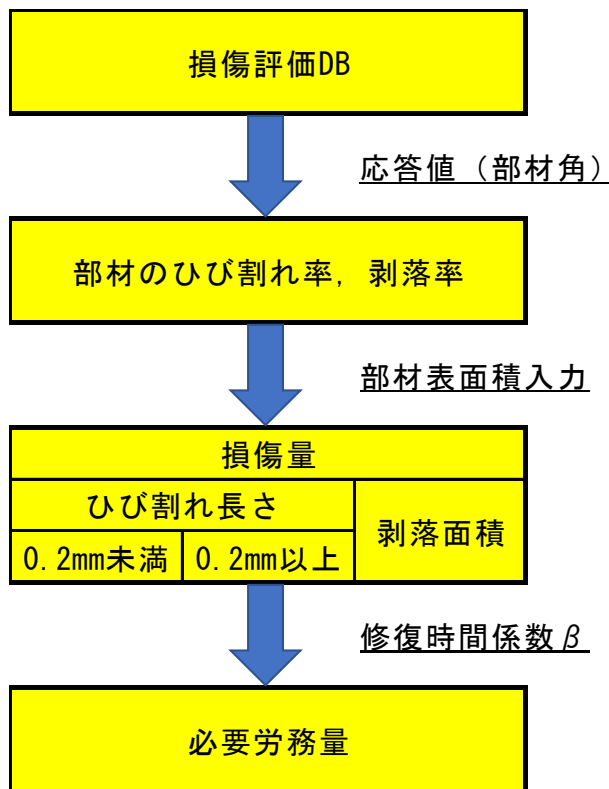 損傷評価DB
応答値（部材角）
部材のひび割れ率，剥落率
部材表面積入力
損傷量
ひび割れ長さ
剥落面積
0.2mm未満
0.2mm以上
修復時間係数β
必要労務量